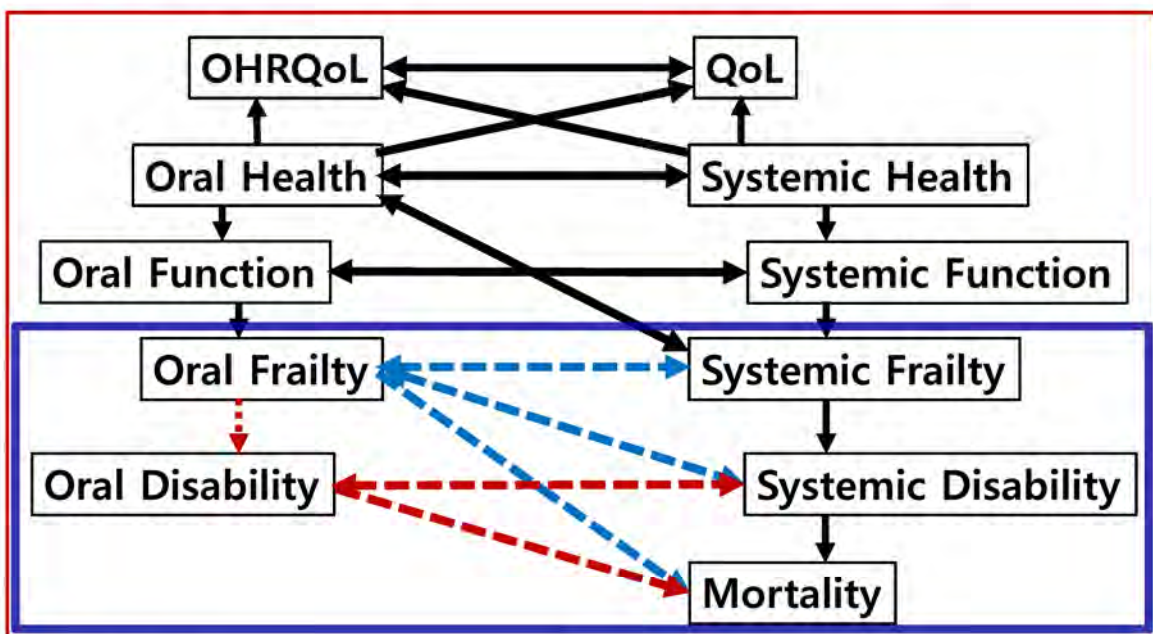 OHRQoL
QoL
Oral Health
Systemic Health
Oral Function
Systemic Function
Oral Frailty
Systemic Frailty
Oral Disability
Systemic Disability
Mortality